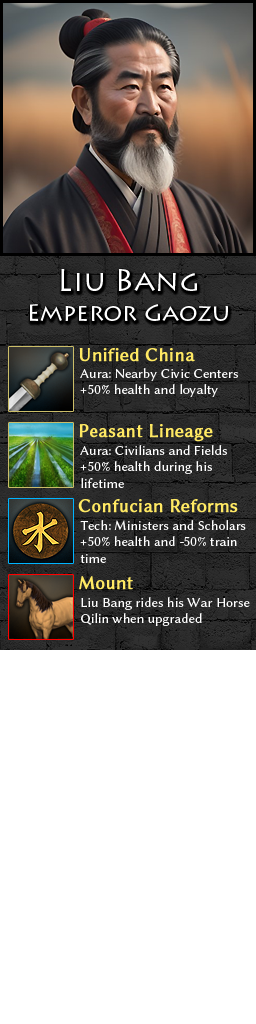 Liu Bang
Emperor Gaozu
Unified China
Aura: Nearby Civic Centers
+50% health and loyalty
Peasant Lineage
Aura: Civilians and Fields
+50% health during his
lifetime
Confucian Reforms
Tech: Ministers and Scholars
+50% health and -50% train
time
水
Mount
Liu Bang rides his War Horse
Qilin when upgraded